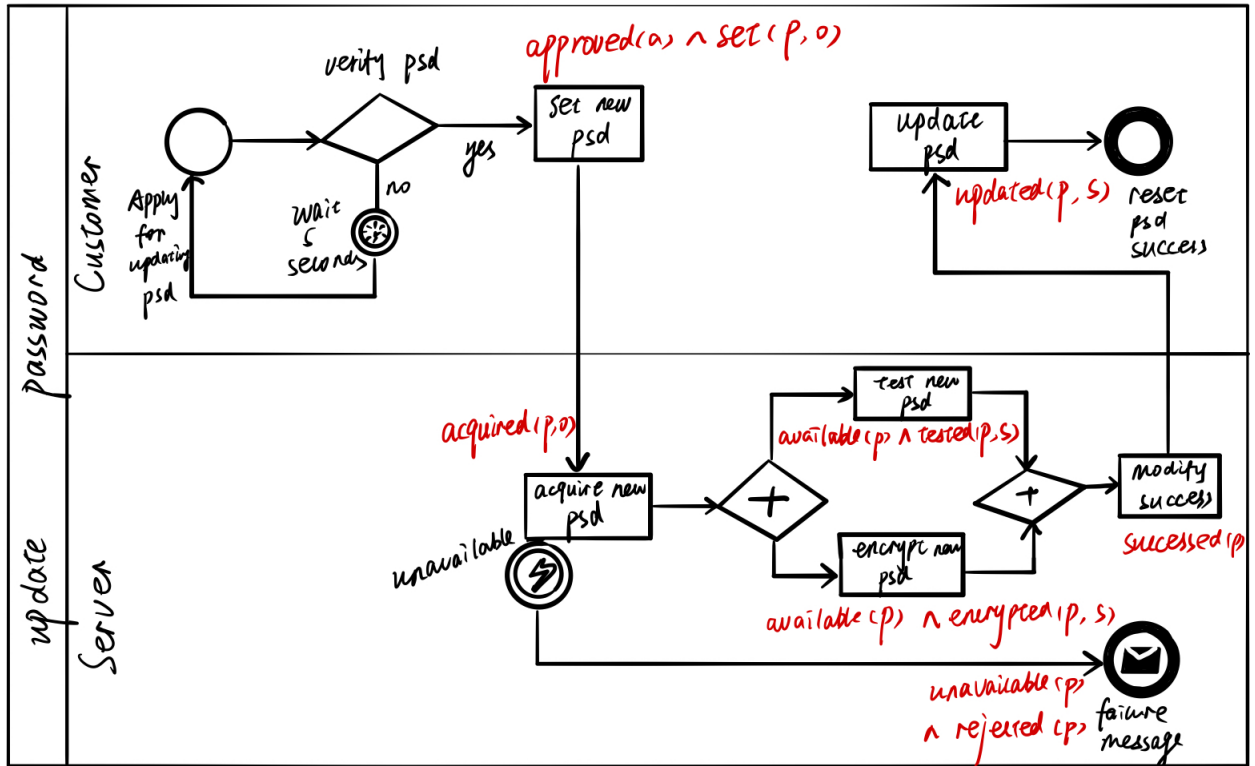 update password
Customer
Server
Apply
for
updating
psd
verify psd
yes
no
wait
5
seconds
approved(a) ∧ set(p,o)
set new
psd
update
psd
updated(p,s)
reset
psd
success
acquired(p,o)
acquire new
psd
unavailable
test new
psd
available(p) ∧ tested(p,s)
encrypt new
psd
available(p) ∧ encrypted(p,s)
modify
success
successed(p)
unavailable(p)
∧ rejected(p)
failure
message